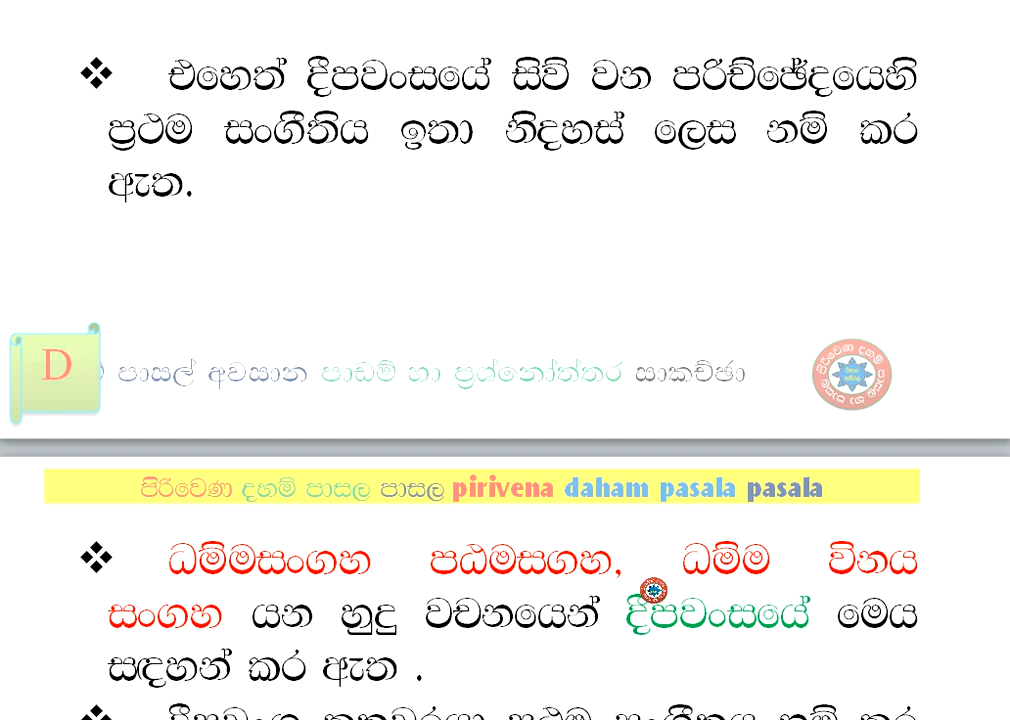 ❖ එහෙත් දීපවංසයේ සිව් වන පරිච්ඡේදයෙහි
ප්‍රථම සංගීතිය ඉතා නිදහස් ලෙස නම් කර
ඇත.
D පාසල් අවසාන පාඩම් හා ප්‍රශ්නෝත්තර සාකච්ඡා
පිරිවෙණ දහම් පාසල පාසල pirivena daham pasala pasala
❖ ධම්මසංගහ පඨමසගහ, ධම්ම විනය
සංගහ යන හුදු වචනයෙන් දීපවංසයේ මෙය
සඳහන් කර ඇත .